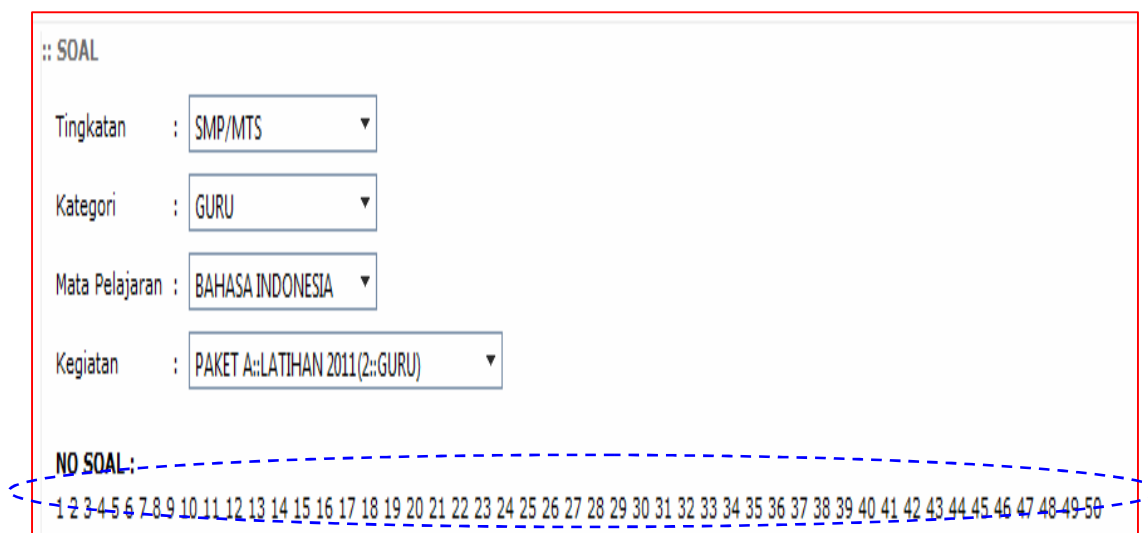 :: SOAL
Tingkatan : SMP/MTS
Kategori : GURU
Mata Pelajaran : BAHASA INDONESIA
Kegiatan : PAKET A::LATIHAN 2011(2::GURU)
NO SOAL :
1 2 3 4 5 6 7 8 9 10 11 12 13 14 15 16 17 18 19 20 21 22 23 24 25 26 27 28 29 30 31 32 33 34 35 36 37 38 39 40 41 42 43 44 45 46 47 48 49 50